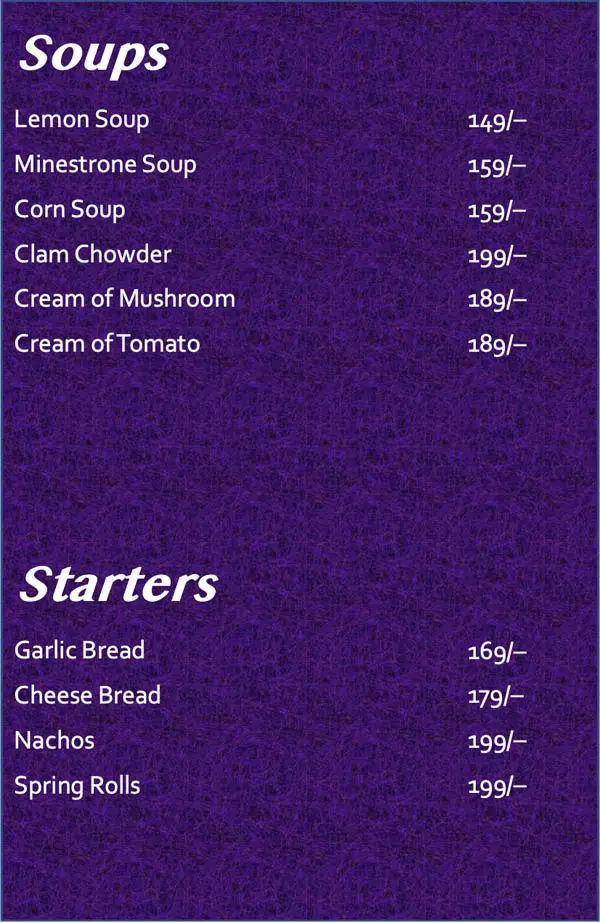 Soups
Lemon Soup 149/–
Minestrone Soup 159/–
Corn Soup 159/–
Clam Chowder 199/–
Cream of Mushroom 189/–
Cream of Tomato 189/–
Starters
Garlic Bread 169/–
Cheese Bread 179/–
Nachos 199/–
Spring Rolls 199/–